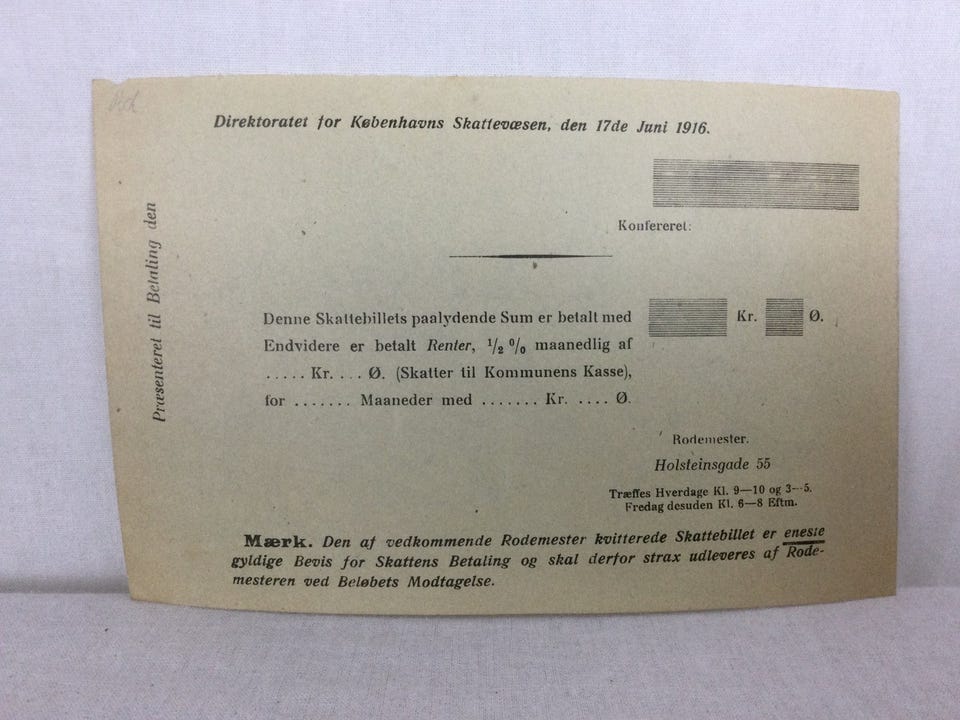 Direktoratet for Københavns Skattevæsen, den 17de Juni 1916.
Konfereret:
Præsenteret til Betaling den
Denne Skattebillets paalydende Sum er betalt med Kr. Ø.
Endvidere er betalt Renter, ½ % maanedlig af
..... Kr. ... Ø. (Skatter til Kommunens Kasse),
for ....... Maaneder med ....... Kr. .... Ø.
Rodemester.
Holsteinsgade 55
Træffes Hverdage Kl. 9—10 og 3—5.
Fredag desuden Kl. 6—8 Eftm.
Mærk. Den af vedkommende Rodemester kvitterede Skattebillet er eneste
gyldige Bevis for Skattens Betaling og skal derfor strax udleveres af Rode-
mesteren ved Beløbets Modtagelse.